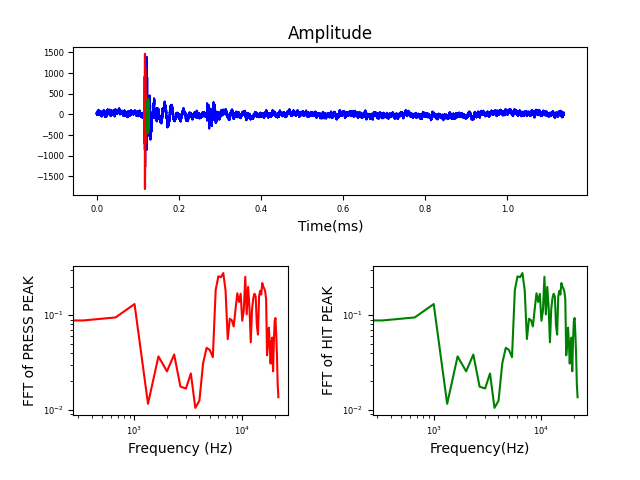 Amplitude
1500
1000
500
0
−500
−1000
−1500
0.0 0.2 0.4 0.6 0.8 1.0
Time(ms)
FFT of PRESS PEAK
10⁻¹
10⁻²
10³ 10⁴
Frequency (Hz)
FFT of HIT PEAK
10⁻¹
10⁻²
10³ 10⁴
Frequency(Hz)